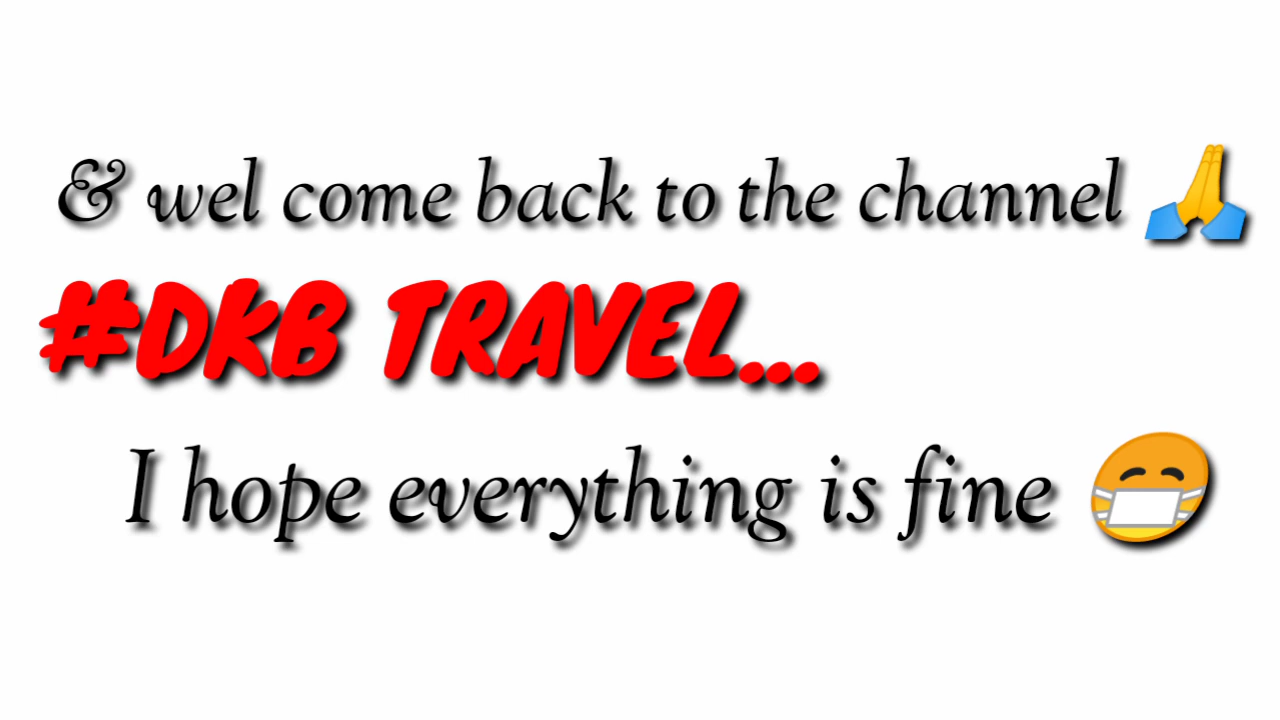 & wel come back to the channel 🙏
#DKB TRAVEL...
I hope everything is fine 😷